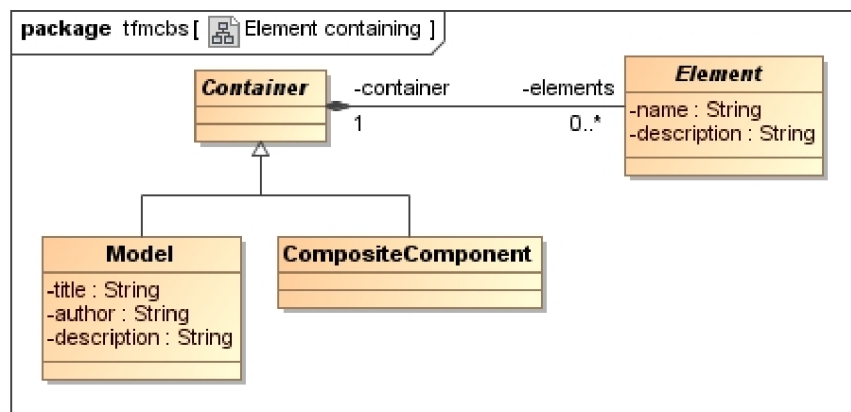 package tfmcbs [ Element containing ]
Container
-container
-elements
1
0..*
Element
-name : String
-description : String
Model
-title : String
-author : String
-description : String
CompositeComponent